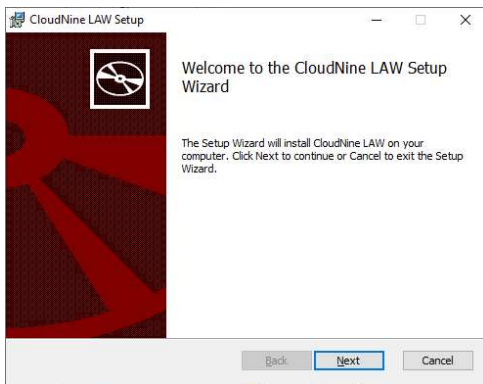 CloudNine LAW Setup
Welcome to the CloudNine LAW Setup
Wizard
The Setup Wizard will install CloudNine LAW on your
computer. Click Next to continue or Cancel to exit the Setup
Wizard.
Back Next Cancel